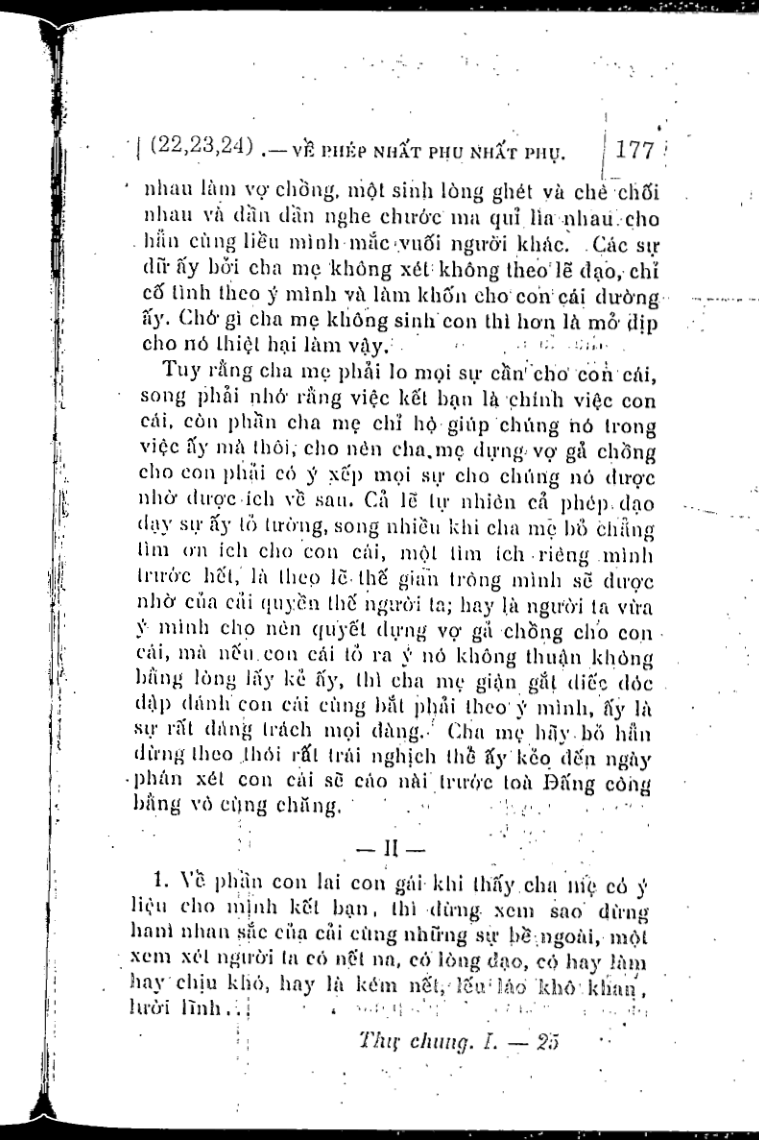 (22,23,24) .— VỀ PHÉP NHẤT PHU NHẤT PHỤ. 177
nhau làm vợ chồng, một sinh lòng ghét và chê chối
nhau và dần dần nghe chước ma quỉ lìa nhau cho
hẳn cùng liều mình mắc vuối người khác. Các sự
dữ ấy bởi cha mẹ không xét không theo lẽ đạo, chỉ
cố tình theo ý mình và làm khốn cho con cái dường
ấy. Chớ gì cha mẹ không sinh con thì hơn là mở dịp
cho nó thiệt hại làm vậy.
Tuy rằng cha mẹ phải lo mọi sự cần cho con cái,
song phải nhớ rằng việc kết bạn là chính việc con
cái, còn phần cha mẹ chỉ hộ giúp chúng nó trong
việc ấy mà thôi, cho nên cha mẹ dựng vợ gả chồng
cho con phải có ý xếp mọi sự cho chúng nó được
nhờ được ích về sau. Cả lẽ tự nhiên cả phép đạo
dạy sự ấy tỏ tường, song nhiều khi cha mẹ bỏ chẳng
tìm ơn ích cho con cái, một tìm ích riêng mình
trước hết, là theo lẽ thế gian tròng mình sẽ được
nhờ của cải quyền thế người ta; hay là người ta vừa
ý mình cho nên quyết dựng vợ gả chồng cho con
cái, mà nếu con cái tỏ ra ý nó không thuận không
bằng lòng lấy kẻ ấy, thì cha mẹ giận gắt diếc dóc
dập đánh con cái cùng bắt phải theo ý mình, ấy là
sự rất đáng trách mọi đàng. Cha mẹ hãy bỏ hẳn
đừng theo thói rất trái nghịch thể ấy kẻo đến ngày
phán xét con cái sẽ cáo nài trước toà Đấng công
bằng vô cùng chăng.
— II —
1. Về phần con lai con gái khi thấy cha mẹ có ý
liệu cho mình kết bạn, thì đừng xem sao đừng
ham nhan sắc của cải cùng những sự bề ngoài, một
xem xét người ta có nết na, có lòng đạo, có hay làm
hay chịu khó, hay là kém nết, lếu láo khô khan,
lười lĩnh..
Thụ chung. I. — 25